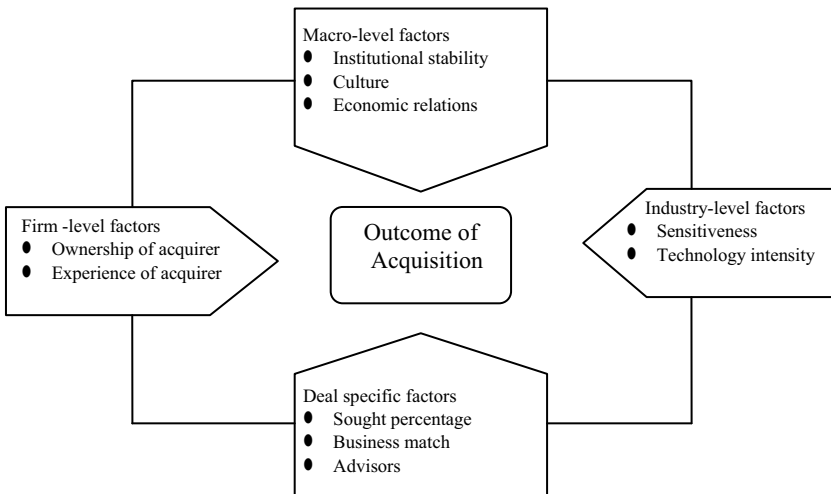 Macro-level factors
● Institutional stability
● Culture
● Economic relations
Firm -level factors
● Ownership of acquirer
● Experience of acquirer
Outcome of
Acquisition
Industry-level factors
● Sensitiveness
● Technology intensity
Deal specific factors
● Sought percentage
● Business match
● Advisors